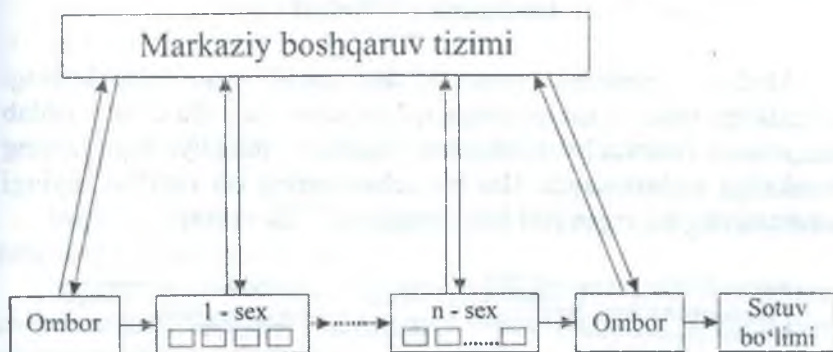 Markaziy boshqaruv tizimi
Ombor
1 - sex
n - sex
Ombor
Sotuv
bo‘limi